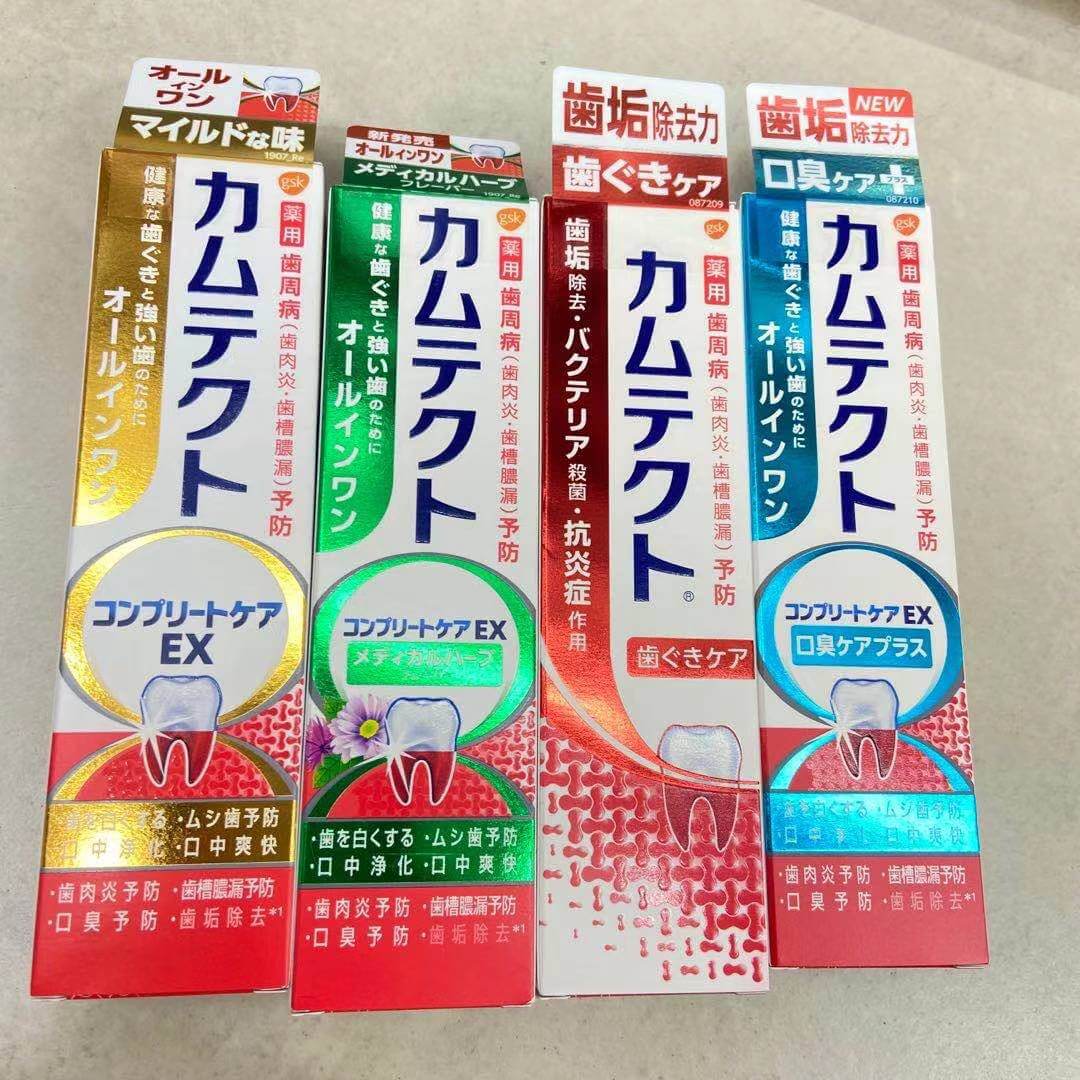 オール
イン
ワン
マイルドな味
1907_Re
gsk
薬用
歯周病(歯肉炎・歯槽膿漏)予防
カムテクト
健康な歯ぐきと強い歯のために
オールインワン
コンプリートケア
EX
・歯を白くする・ムシ歯予防
・口中浄化・口中爽快
・歯肉炎予防・歯槽膿漏予防
・口臭予防・歯垢除去*1
新発売
オールインワン
メディカルハーブ
フレーバー
1907_Re
gsk
薬用
歯周病(歯肉炎・歯槽膿漏)予防
カムテクト
健康な歯ぐきと強い歯のために
オールインワン
コンプリートケアEX
メディカルハーブ
・歯を白くする・ムシ歯予防
・口中浄化・口中爽快
・歯肉炎予防・歯槽膿漏予防
・口臭予防・歯垢除去*1
歯垢除去力
歯ぐきケア
087209
gsk
薬用
歯周病(歯肉炎・歯槽膿漏)予防
カムテクト®
歯垢除去・バクテリア殺菌・抗炎症作用
歯ぐきケア
NEW
歯垢除去力
口臭ケアプラス
087210
gsk
薬用
歯周病(歯肉炎・歯槽膿漏)予防
カムテクト
健康な歯ぐきと強い歯のために
オールインワン
コンプリートケアEX
口臭ケアプラス
・歯を白くする・ムシ歯予防
・口中浄化・口中爽快
・歯肉炎予防・歯槽膿漏予防
・口臭予防・歯垢除去*1